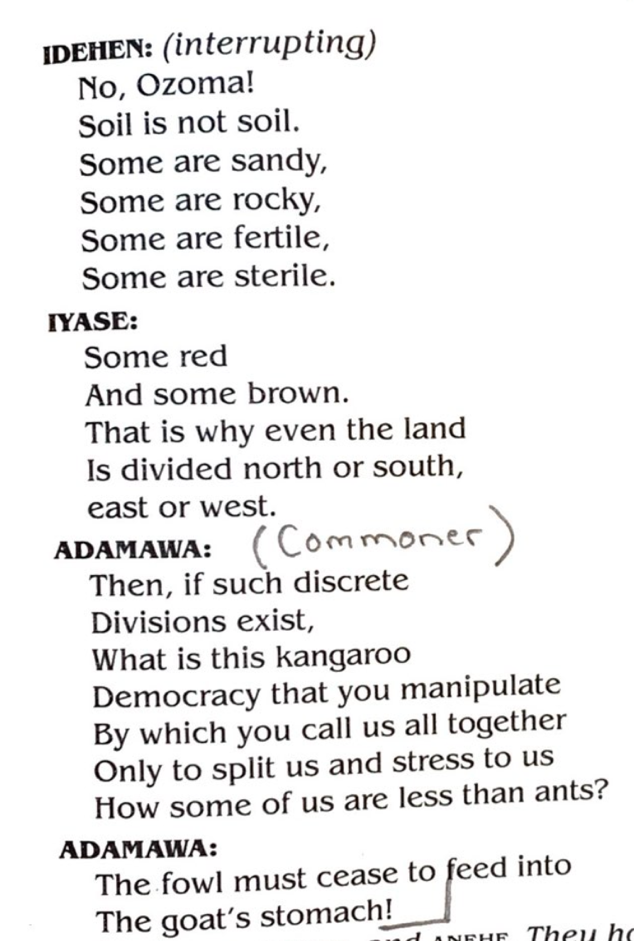 IDEHEN: (interrupting)
No, Ozoma!
Soil is not soil.
Some are sandy,
Some are rocky,
Some are fertile,
Some are sterile.
IYASE:
Some red
And some brown.
That is why even the land
Is divided north or south,
east or west.
ADAMAWA: (Commoner)
Then, if such discrete
Divisions exist,
What is this kangaroo
Democracy that you manipulate
By which you call us all together
Only to split us and stress to us
How some of us are less than ants?
ADAMAWA:
The fowl must cease to feed into
The goat's stomach!
and ANEHE. They